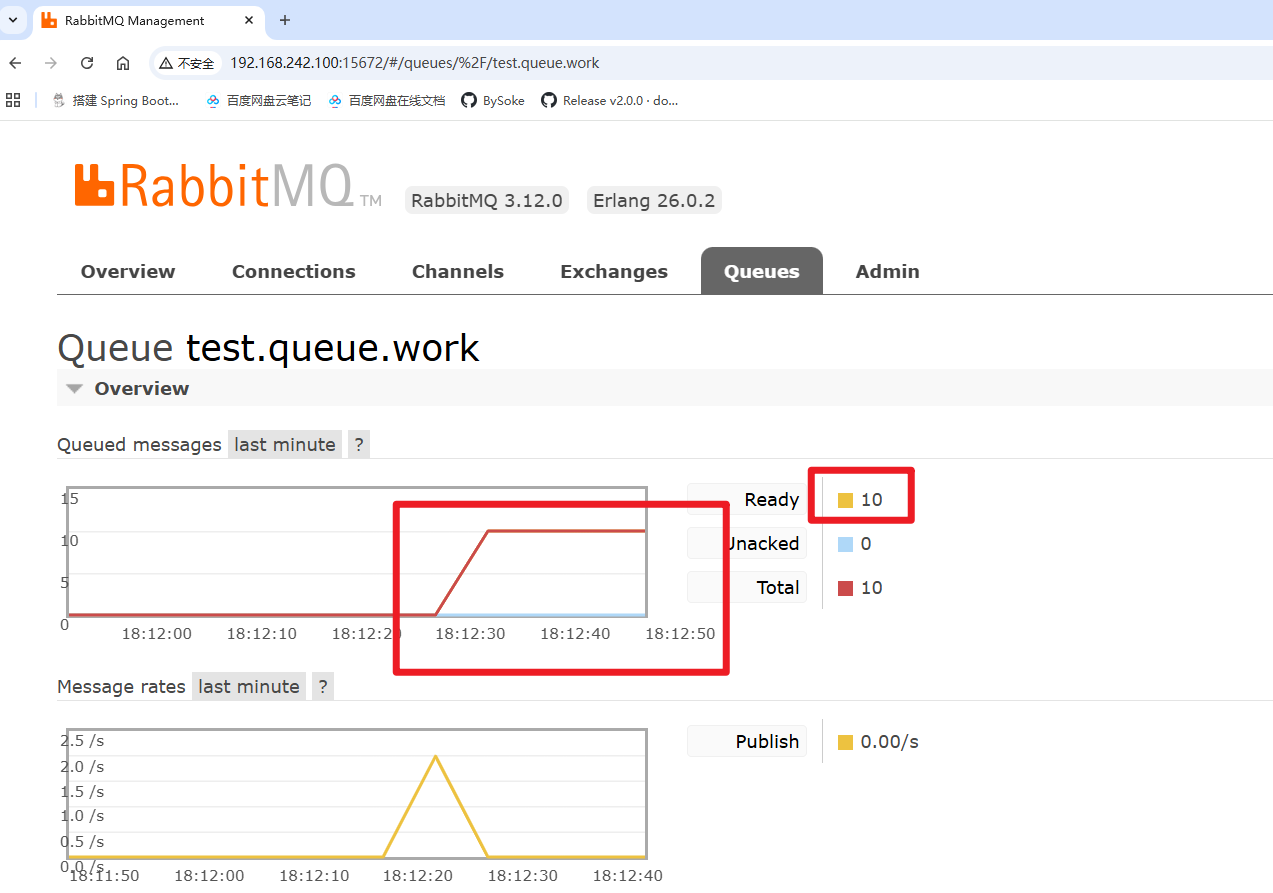 RabbitMQ Management
不安全 192.168.242.100:15672/#/queues/%2F/test.queue.work
搭建 Spring Boot... 百度网盘云笔记 百度网盘在线文档 BySoke Release v2.0.0 · do...
RabbitMQ TM RabbitMQ 3.12.0 Erlang 26.0.2
Overview Connections Channels Exchanges Queues Admin
Queue test.queue.work
Overview
Queued messages last minute ?
15
10
5
0
18:12:00 18:12:10 18:12:20 18:12:30 18:12:40 18:12:50
Ready 10
Unacked 0
Total 10
Message rates last minute ?
2.5 /s
2.0 /s
1.5 /s
1.0 /s
0.5 /s
0.0 /s
18:11:50 18:12:00 18:12:10 18:12:20 18:12:30 18:12:40
Publish 0.00/s